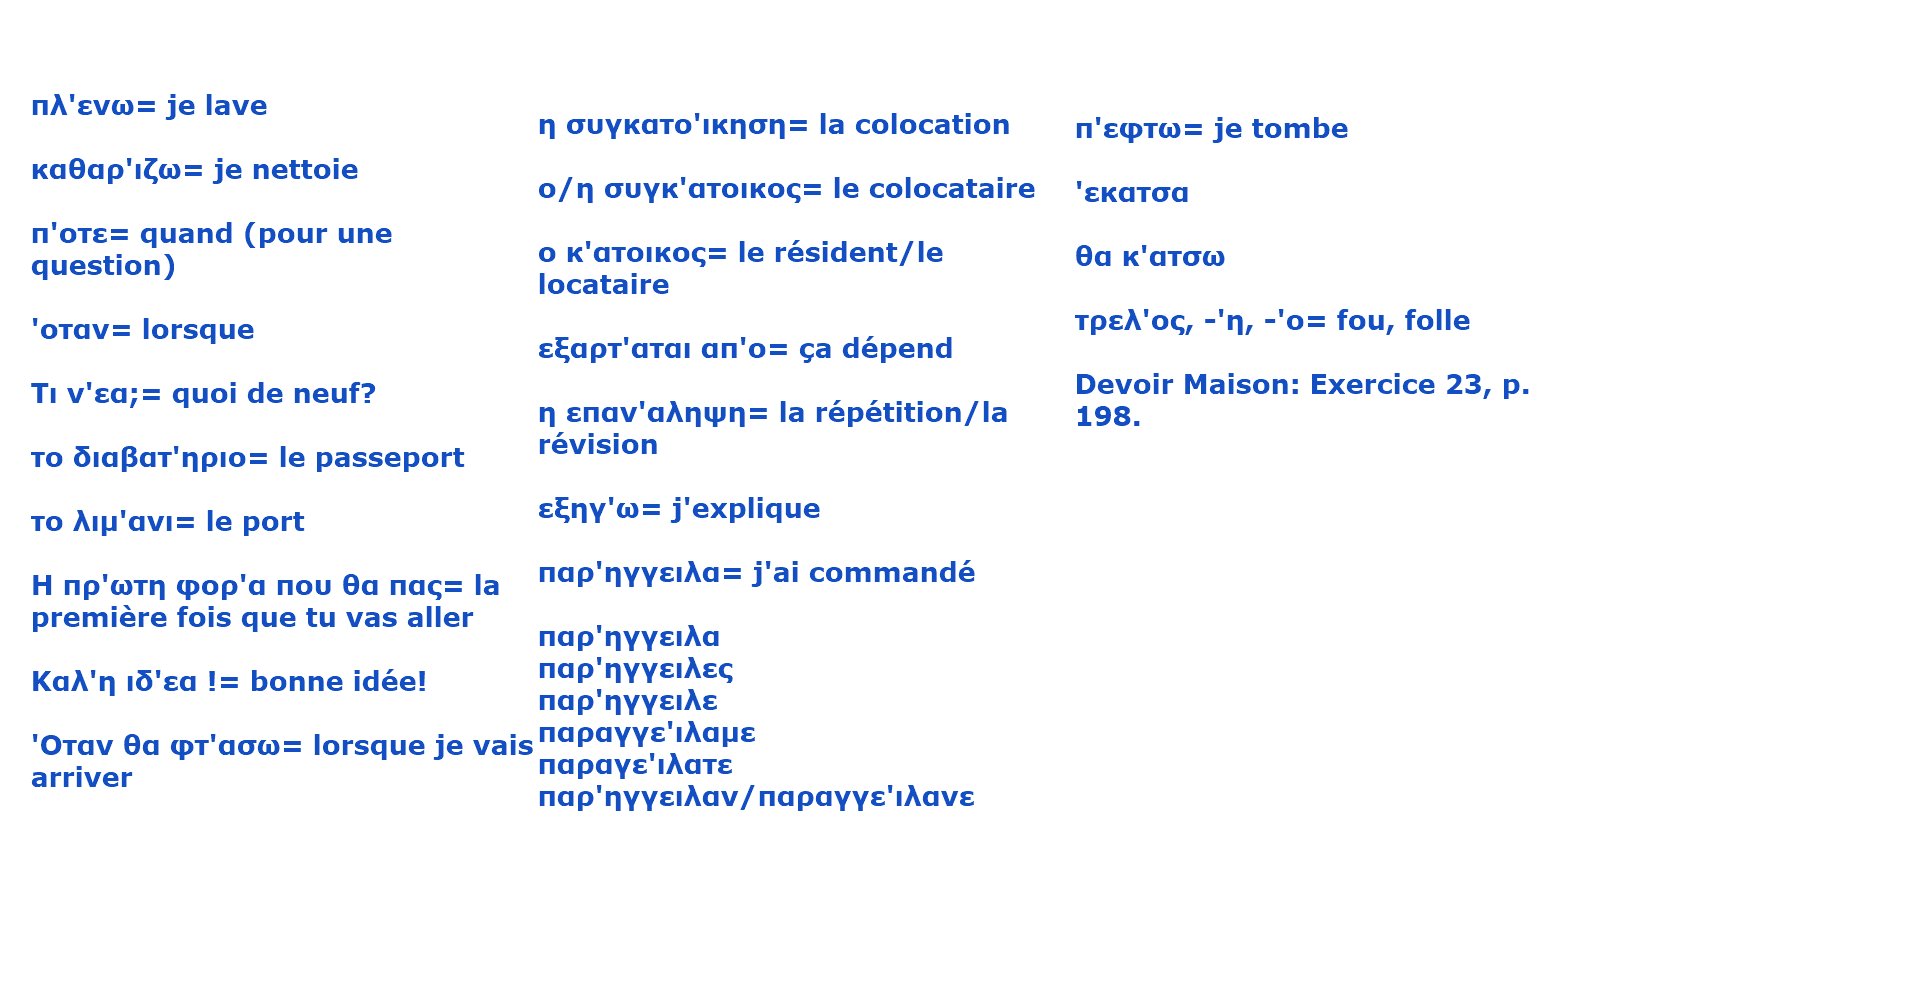 πλ'ενω= je lave
καθαρ'ιζω= je nettoie
π'οτε= quand (pour une
question)
'οταν= lorsque
Τι ν'εα;= quoi de neuf?
το διαβατ'ηριο= le passeport
το λιμ'ανι= le port
Η πρ'ωτη φορ'α που θα πας= la
première fois que tu vas aller
Καλ'η ιδ'εα != bonne idée!
'Οταν θα φτ'ασω= lorsque je vais
arriver
η συγκατο'ικηση= la colocation
ο/η συγκ'ατοικος= le colocataire
ο κ'ατοικος= le résident/le
locataire
εξαρτ'αται απ'ο= ça dépend
η επαν'αληψη= la répétition/la
révision
εξηγ'ω= j'explique
παρ'ηγγειλα= j'ai commandé
παρ'ηγγειλα
παρ'ηγγειλες
παρ'ηγγειλε
παραγγε'ιλαμε
παραγε'ιλατε
παρ'ηγγειλαν/παραγγε'ιλανε
π'εφτω= je tombe
'εκατσα
θα κ'ατσω
τρελ'ος, -'η, -'ο= fou, folle
Devoir Maison: Exercice 23, p.
198.